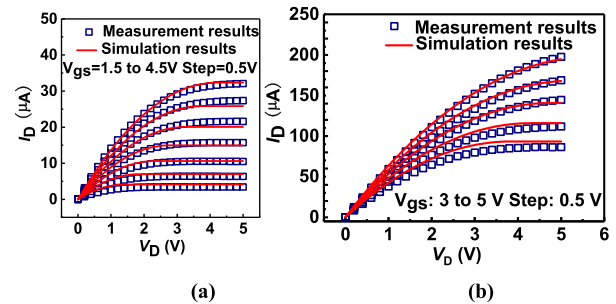 a
50
40
30
20
10
0
I_D (μA)
Measurement results
Simulation results
Vgs=1.5 to 4.5V Step=0.5V
0 1 2 3 4 5
V_D (V)
(a)
b
250
200
150
100
50
0
I_D (μA)
Measurement results
Simulation results
Vgs: 3 to 5 V Step: 0.5 V
0 1 2 3 4 5 6
V_D (V)
(b)